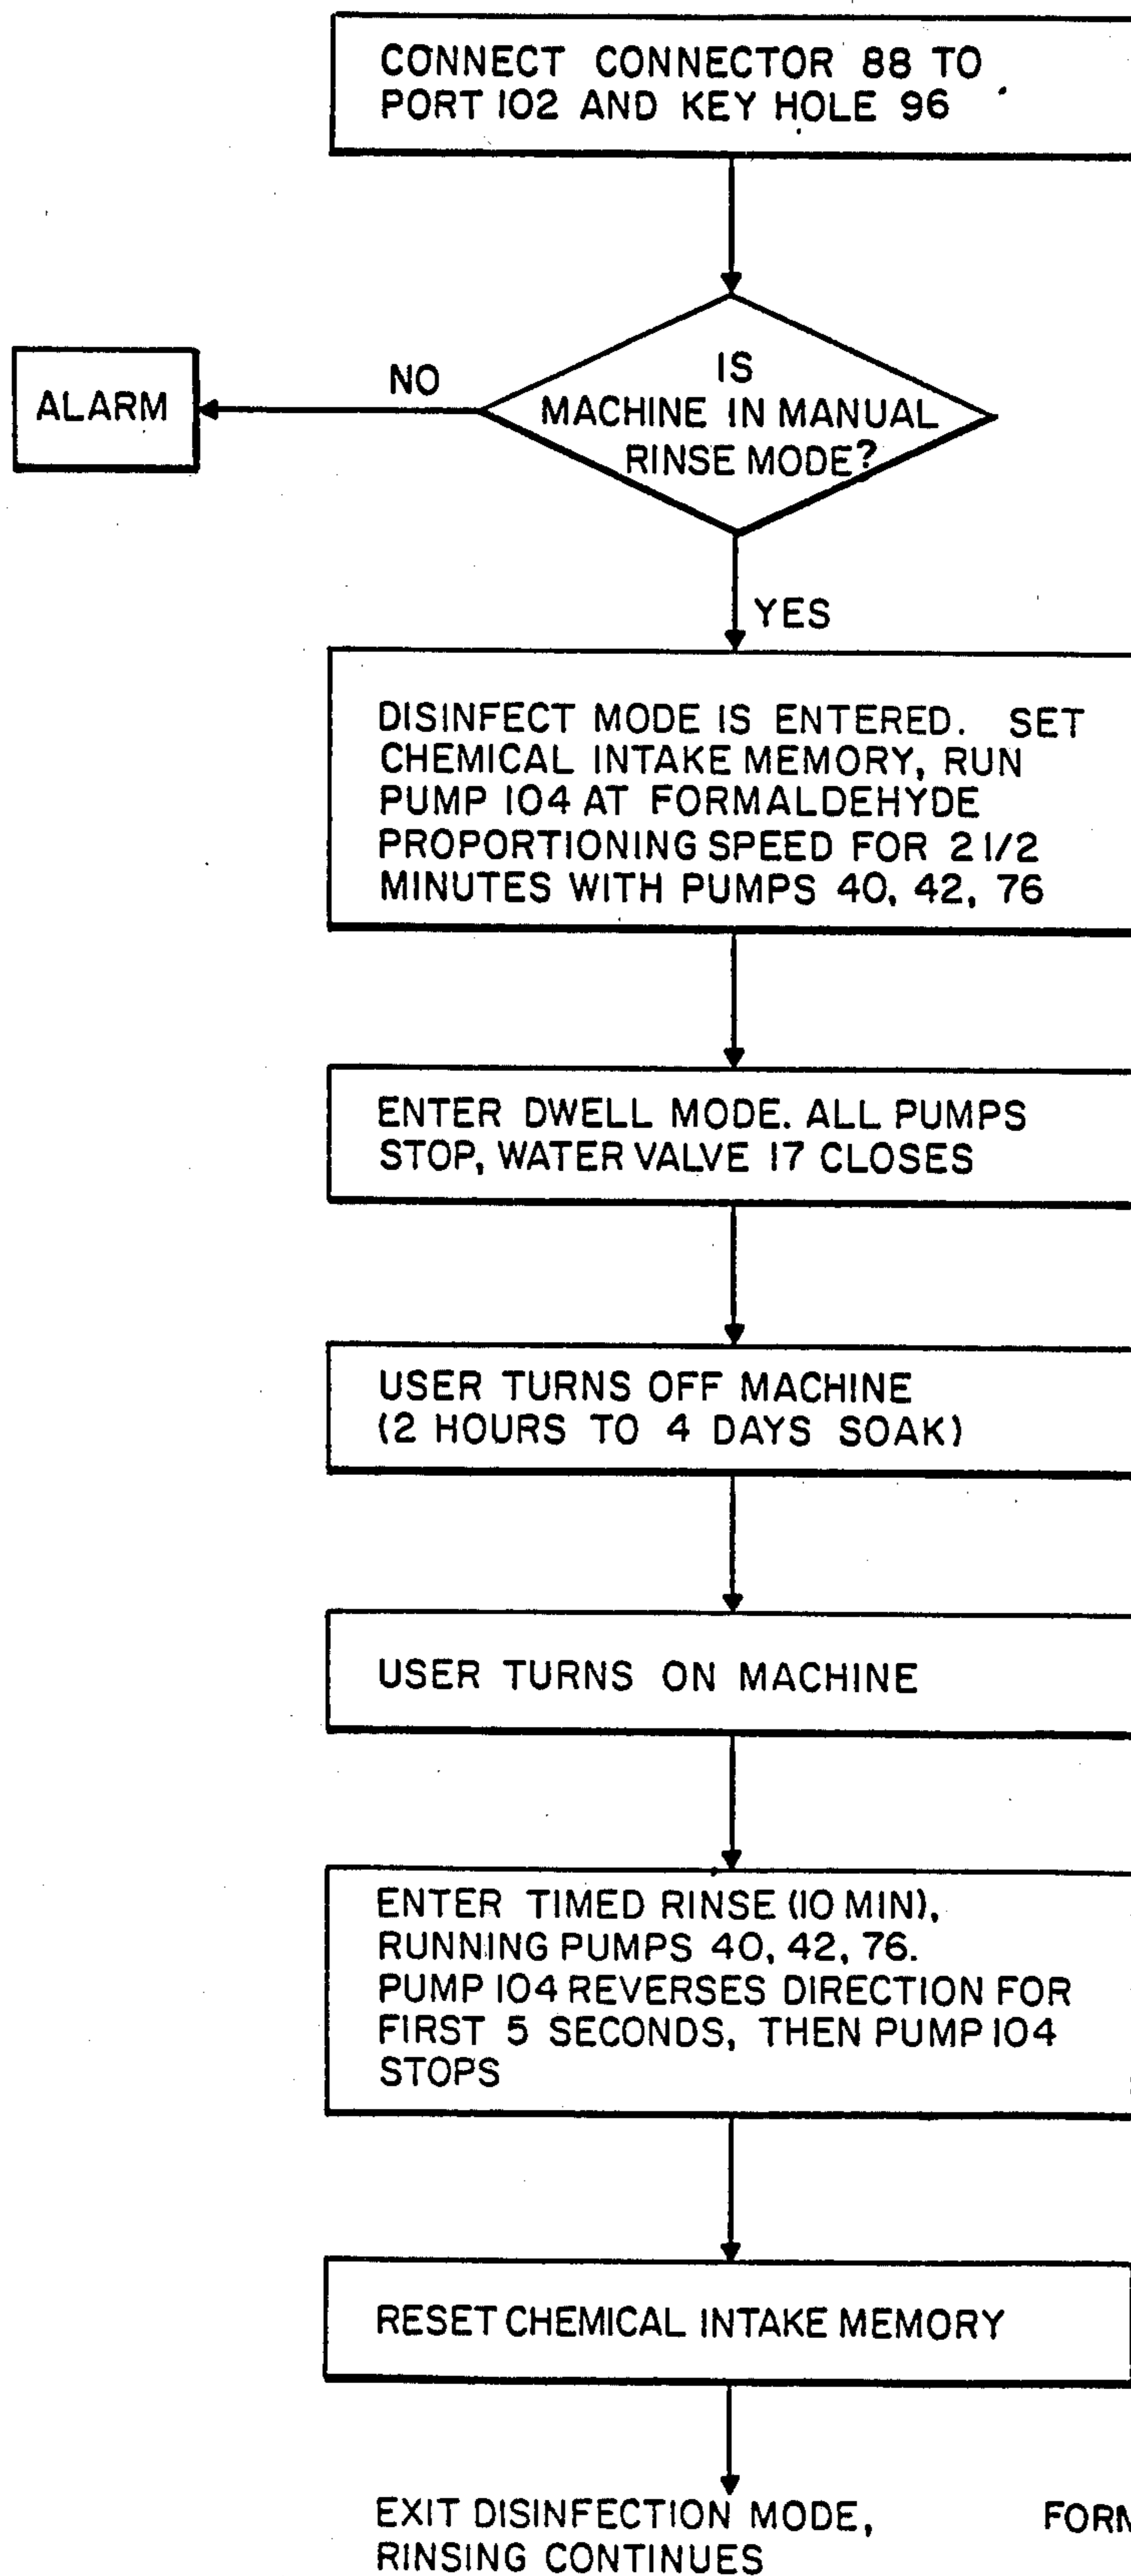 CONNECT CONNECTOR 88 TO
PORT 102 AND KEY HOLE 96
IS
MACHINE IN MANUAL
RINSE MODE?
NO
ALARM
YES
DISINFECT MODE IS ENTERED. SET
CHEMICAL INTAKE MEMORY, RUN
PUMP 104 AT FORMALDEHYDE
PROPORTIONING SPEED FOR 2 1/2
MINUTES WITH PUMPS 40, 42, 76
ENTER DWELL MODE. ALL PUMPS
STOP, WATER VALVE 17 CLOSES
USER TURNS OFF MACHINE
(2 HOURS TO 4 DAYS SOAK)
USER TURNS ON MACHINE
ENTER TIMED RINSE (10 MIN),
RUNNING PUMPS 40, 42, 76.
PUMP 104 REVERSES DIRECTION FOR
FIRST 5 SECONDS, THEN PUMP 104
STOPS
RESET CHEMICAL INTAKE MEMORY
EXIT DISINFECTION MODE,
RINSING CONTINUES